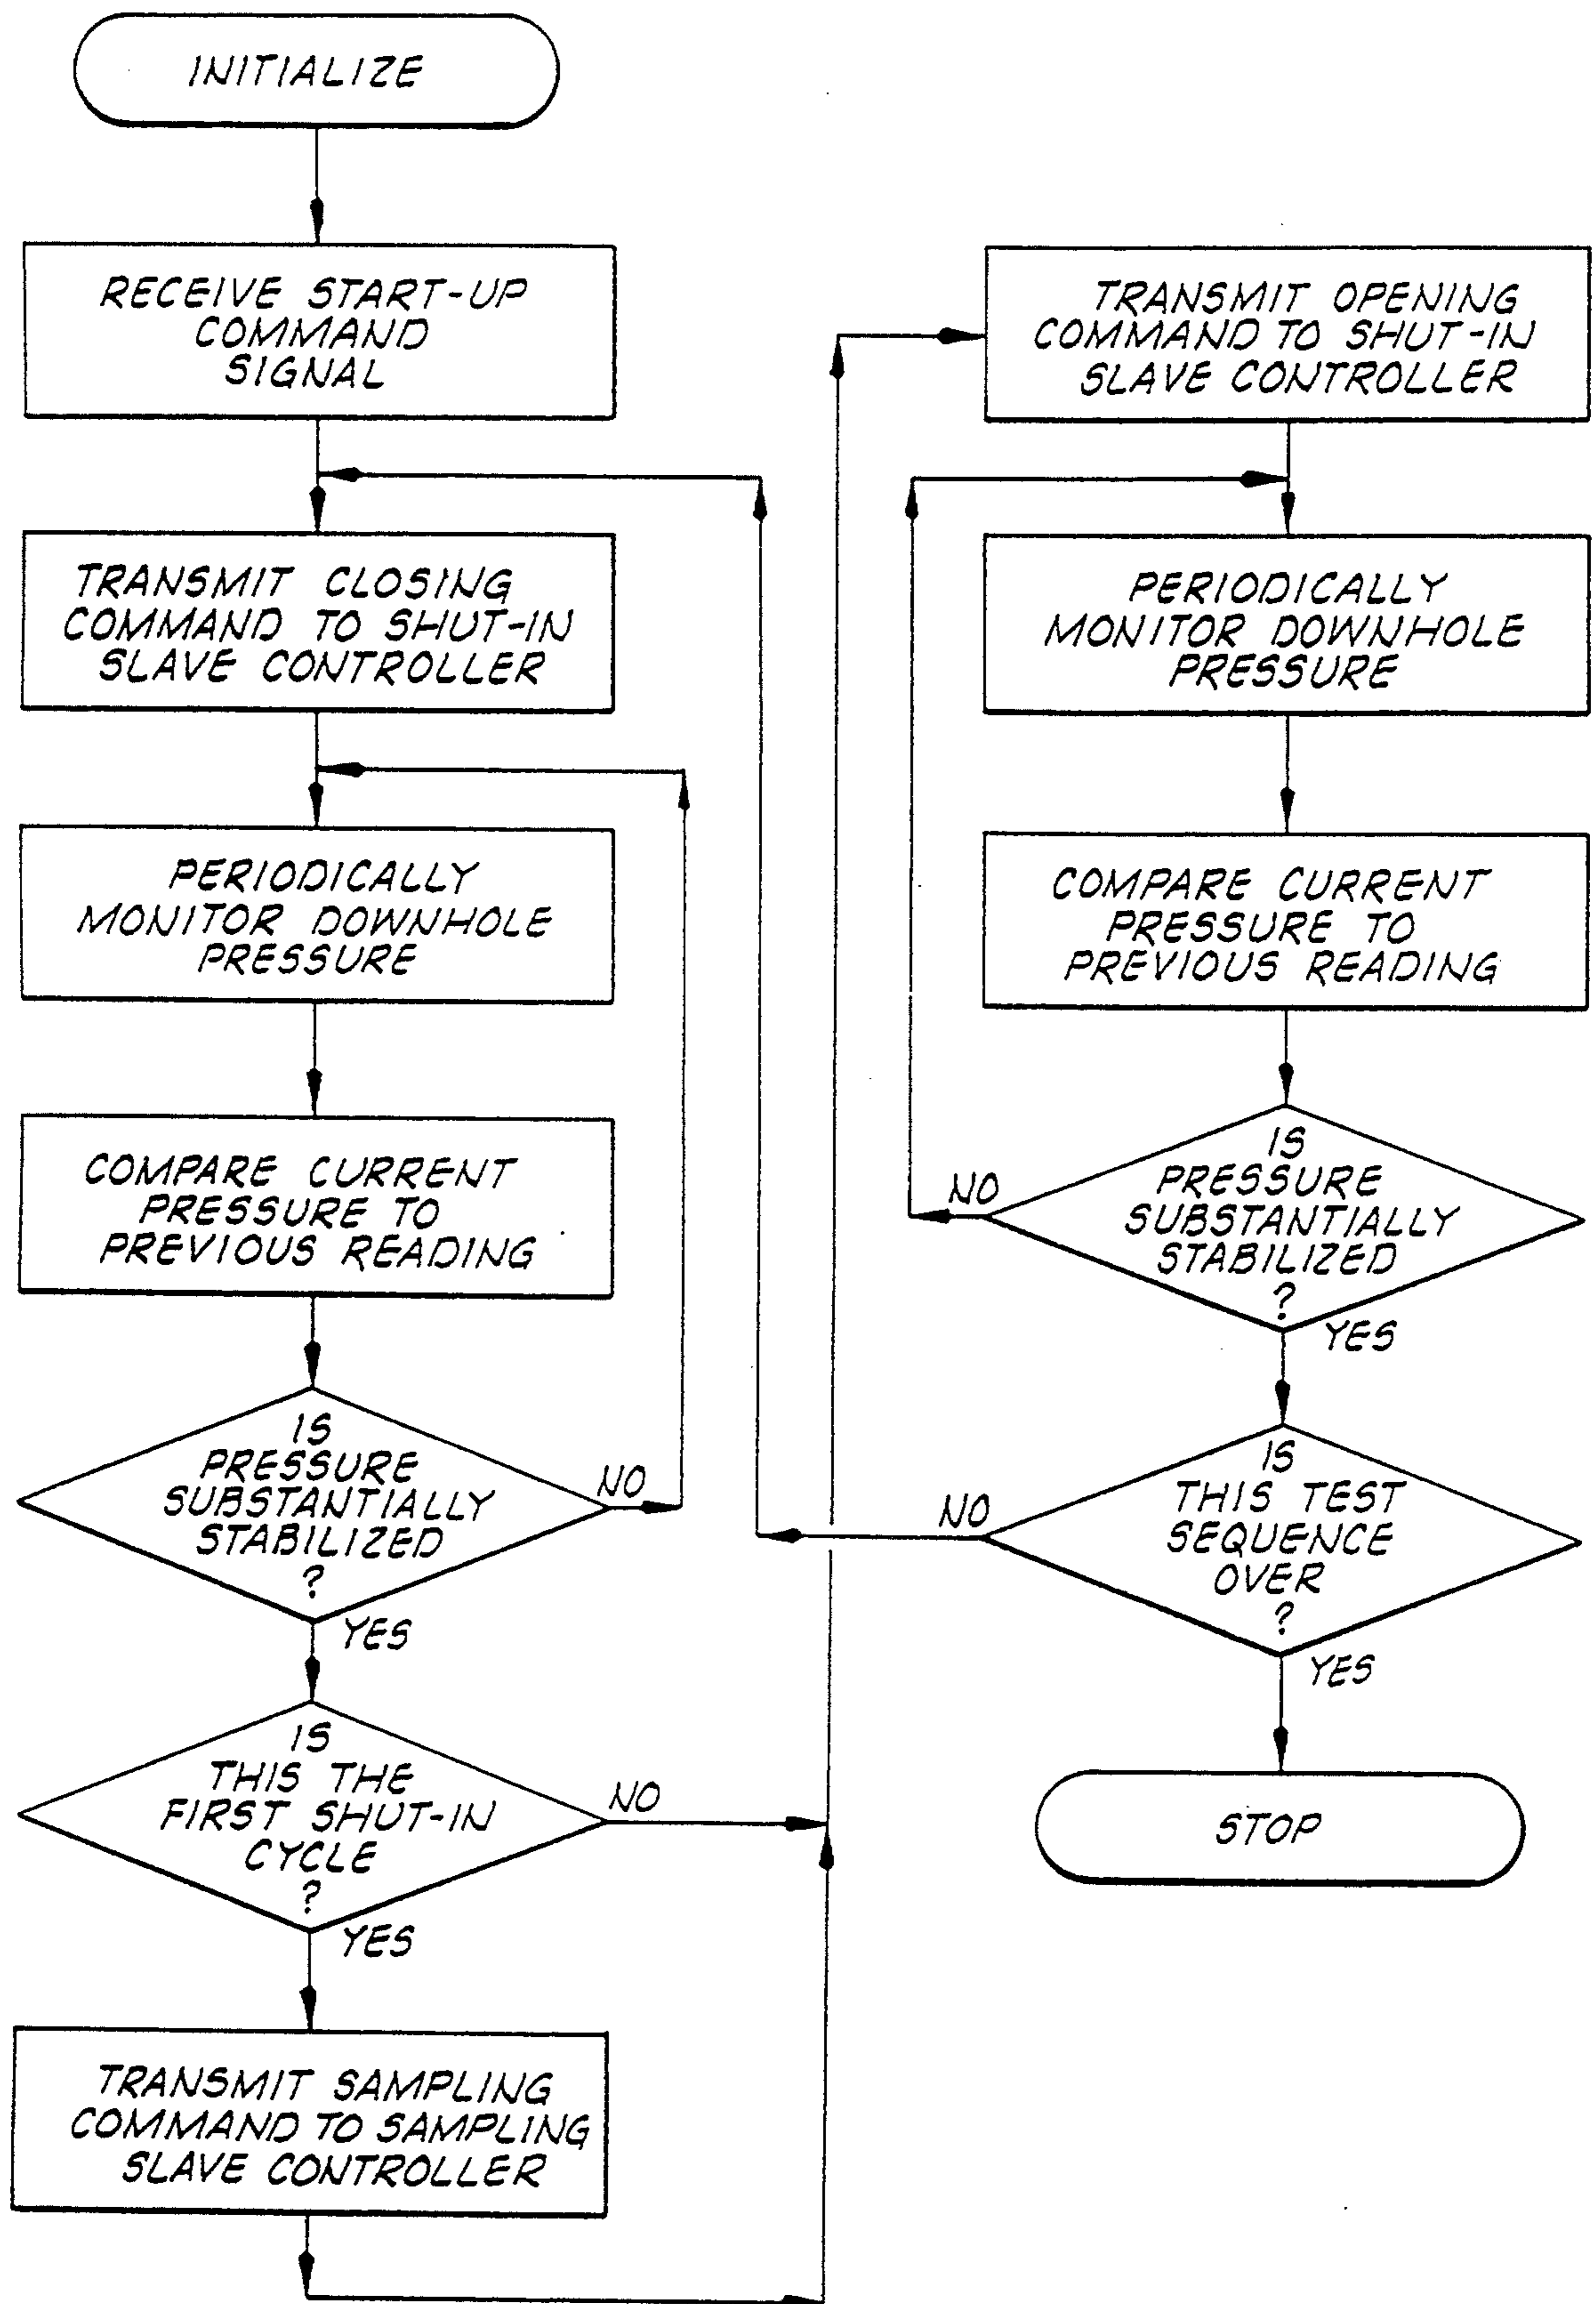 INITIALIZE
RECEIVE START-UP
COMMAND
SIGNAL
TRANSMIT CLOSING
COMMAND TO SHUT-IN
SLAVE CONTROLLER
PERIODICALLY
MONITOR DOWNHOLE
PRESSURE
COMPARE CURRENT
PRESSURE TO
PREVIOUS READING
IS
PRESSURE
SUBSTANTIALLY
STABILIZED
?
NO
YES
IS
THIS THE
FIRST SHUT-IN
CYCLE
?
NO
YES
TRANSMIT SAMPLING
COMMAND TO SAMPLING
SLAVE CONTROLLER
TRANSMIT OPENING
COMMAND TO SHUT-IN
SLAVE CONTROLLER
PERIODICALLY
MONITOR DOWNHOLE
PRESSURE
COMPARE CURRENT
PRESSURE TO
PREVIOUS READING
IS
PRESSURE
SUBSTANTIALLY
STABILIZED
?
NO
YES
IS
THIS TEST
SEQUENCE
OVER
?
NO
YES
STOP